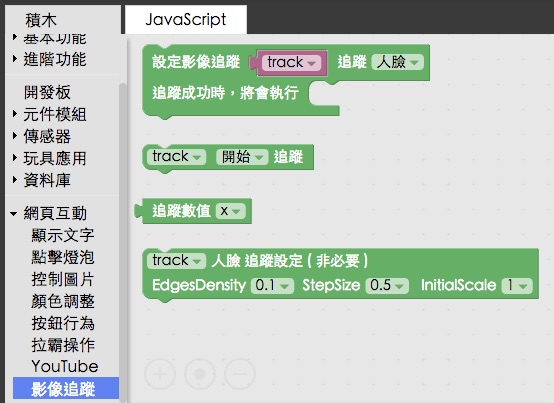 積木
JavaScript
基本功能
進階功能
開發板
元件模組
傳感器
玩具應用
資料庫
網頁互動
顯示文字
點擊燈泡
控制圖片
顏色調整
按鈕行為
拉霸操作
YouTube
影像追蹤
設定影像追蹤 track 追蹤 人臉
追蹤成功時，將會執行
track 開始 追蹤
追蹤數值 x
track 人臉 追蹤設定 ( 非必要 )
EdgesDensity 0.1 StepSize 0.5 InitialScale 1